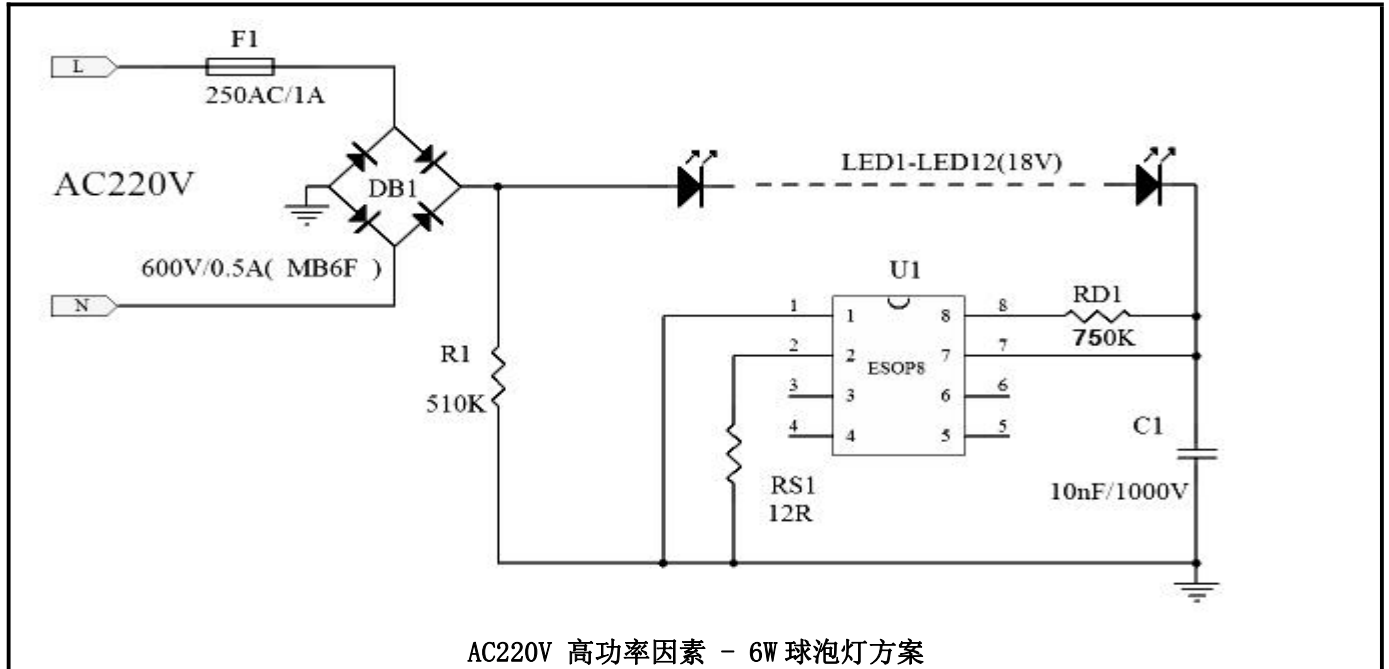 F1
L
250AC/1A
AC220V
DB1
LED1-LED12(18V)
600V/0.5A( MB6F )
N
U1
RD1
750K
1 1 8 8
2 2 7 7
ESOP8
3 3 6 6
4 4 5 5
R1
510K
C1
10nF/1000V
RS1
12R
AC220V 高功率因素 - 6W球泡灯方案